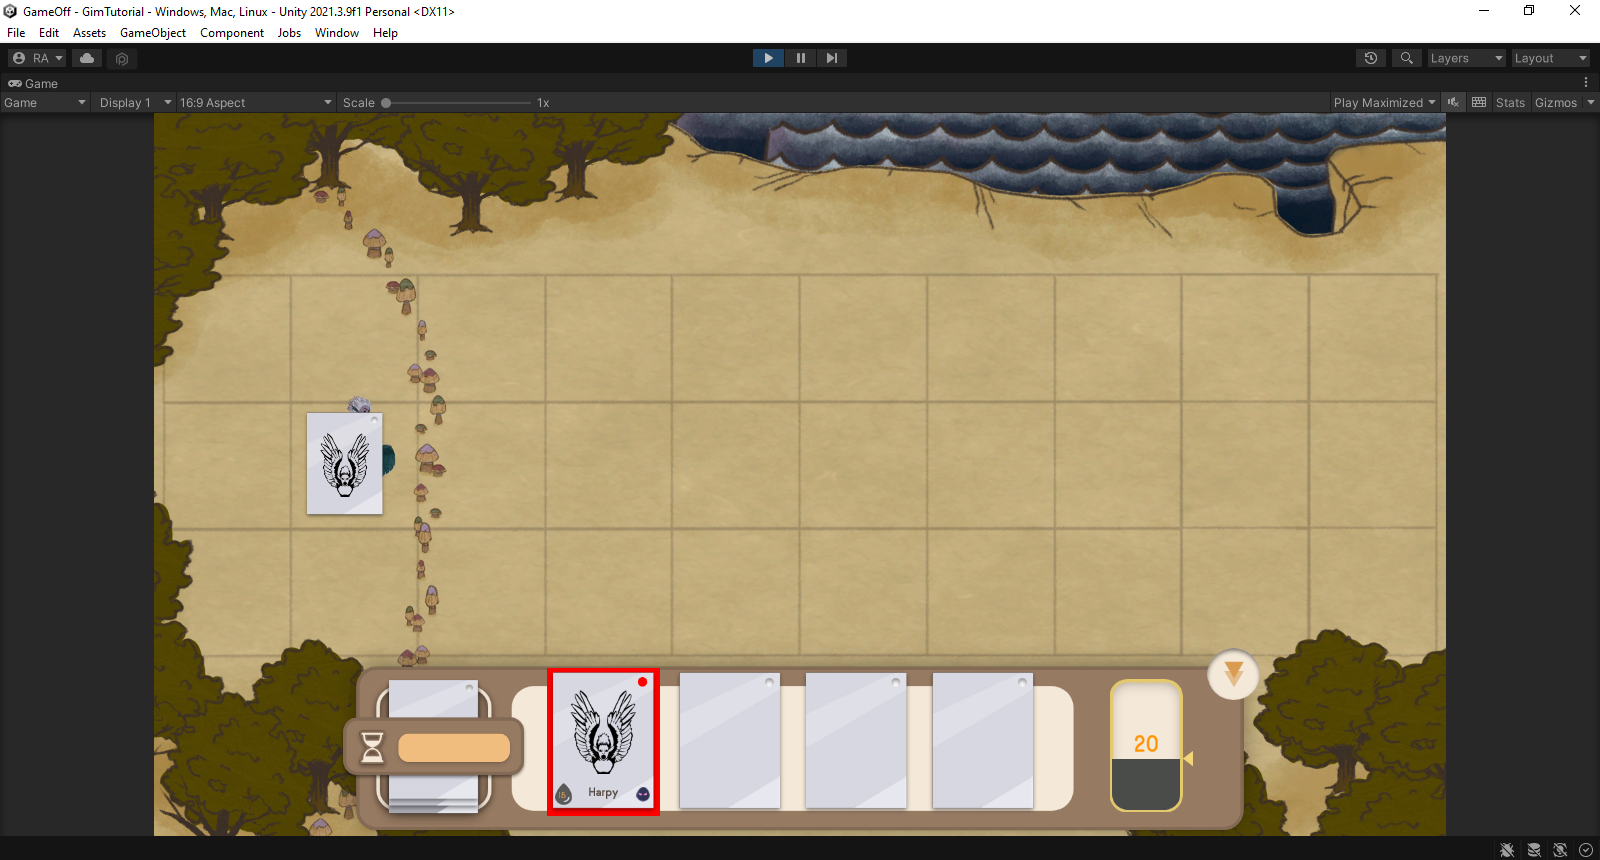 GameOff - GimTutorial - Windows, Mac, Linux - Unity 2021.3.9f1 Personal <DX11>
File Edit Assets GameObject Component Jobs Window Help
RA Layers Layout
Game
Game Display 1 16:9 Aspect Scale 1x Play Maximized Stats Gizmos
20
15 Harpy